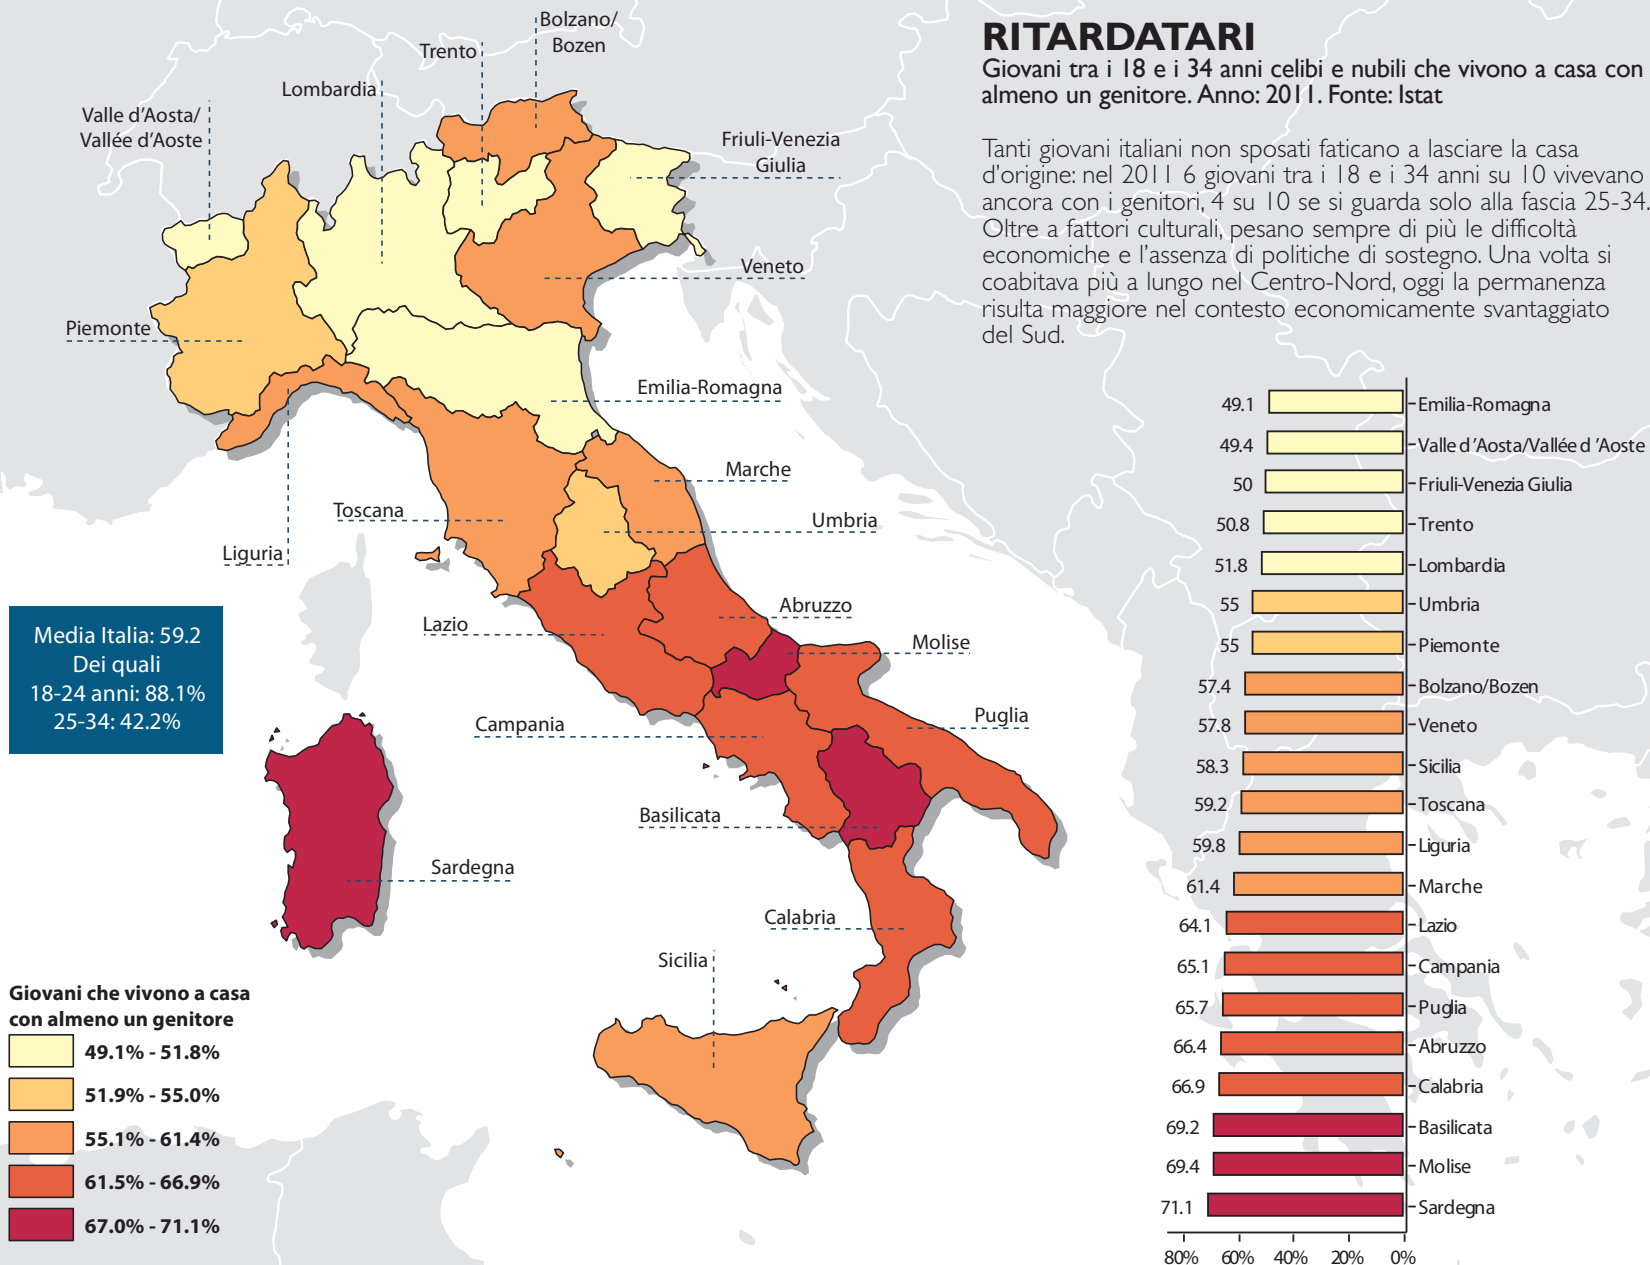 RITARDATARI
Giovani tra i 18 e i 34 anni celibi e nubili che vivono a casa con
almeno un genitore. Anno: 2011. Fonte: Istat
Tanti giovani italiani non sposati faticano a lasciare la casa
d'origine: nel 2011 6 giovani tra i 18 e i 34 anni su 10 vivevano
ancora con i genitori, 4 su 10 se si guarda solo alla fascia 25-34.
Oltre a fattori culturali, pesano sempre di più le difficoltà
economiche e l'assenza di politiche di sostegno. Una volta si
coabitava più a lungo nel Centro-Nord, oggi la permanenza
risulta maggiore nel contesto economicamente svantaggiato
del Sud.
Bolzano/
Bozen
Trento
Lombardia
Valle d'Aosta/
Vallée d'Aoste
Friuli-Venezia
Giulia
Veneto
Piemonte
Emilia-Romagna
Marche
Toscana
Umbria
Liguria
Abruzzo
Lazio
Molise
Puglia
Campania
Basilicata
Sardegna
Calabria
Sicilia
Media Italia: 59.2
Dei quali
18-24 anni: 88.1%
25-34: 42.2%
Giovani che vivono a casa
con almeno un genitore
49.1% - 51.8%
51.9% - 55.0%
55.1% - 61.4%
61.5% - 66.9%
67.0% - 71.1%
49.1 Emilia-Romagna
49.4 Valle d'Aosta/Vallée d'Aoste
50 Friuli-Venezia Giulia
50.8 Trento
51.8 Lombardia
55 Umbria
55 Piemonte
57.4 Bolzano/Bozen
57.8 Veneto
58.3 Sicilia
59.2 Toscana
59.8 Liguria
61.4 Marche
64.1 Lazio
65.1 Campania
65.7 Puglia
66.4 Abruzzo
66.9 Calabria
69.2 Basilicata
69.4 Molise
71.1 Sardegna
80% 60% 40% 20% 0%